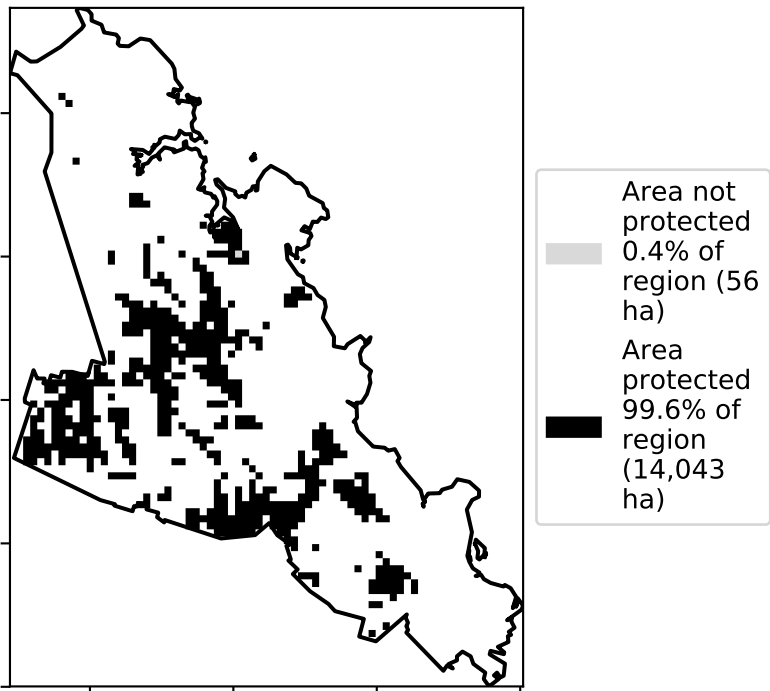 Area not
protected
0.4% of
region (56
ha)
Area
protected
99.6% of
region
(14,043
ha)